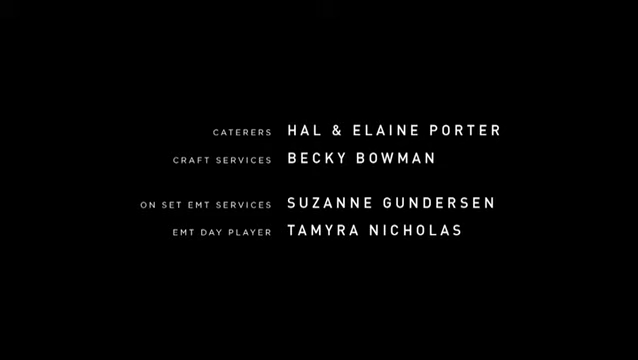 CATERERS HAL & ELAINE PORTER
CRAFT SERVICES BECKY BOWMAN
ON SET EMT SERVICES SUZANNE GUNDERSEN
EMT DAY PLAYER TAMYRA NICHOLAS